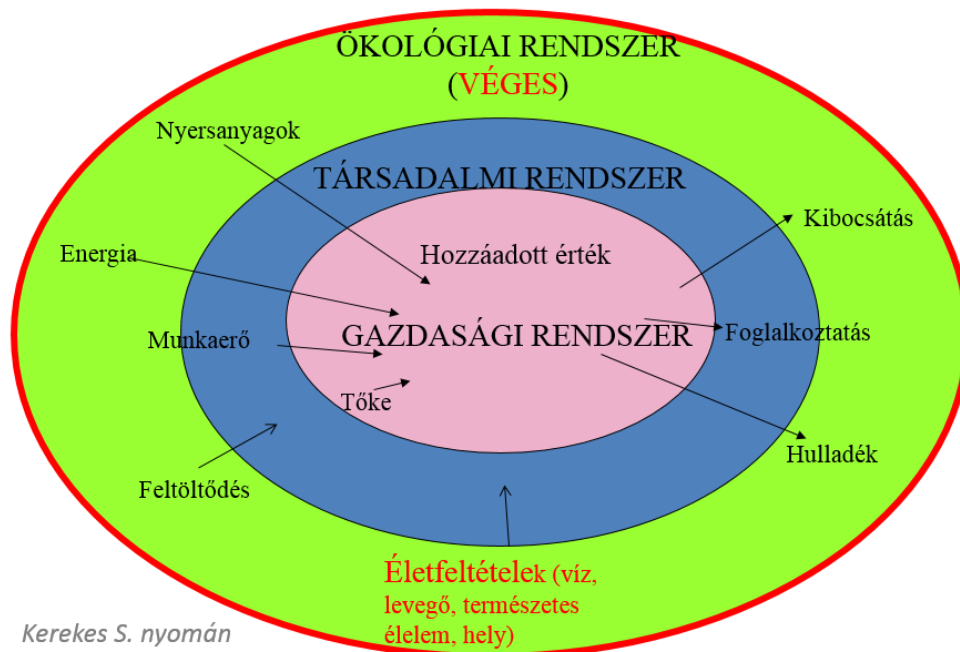 ÖKOLÓGIAI RENDSZER
(VÉGES)
Nyersanyagok
TÁRSADALMI RENDSZER
Kibocsátás
Energia
Hozzáadott érték
Munkaerő
GAZDASÁGI RENDSZER
Foglalkoztatás
Tőke
Hulladék
Feltöltődés
Életfeltételek (víz,
levegő, természetes
élelem, hely)
Kerekes S. nyomán